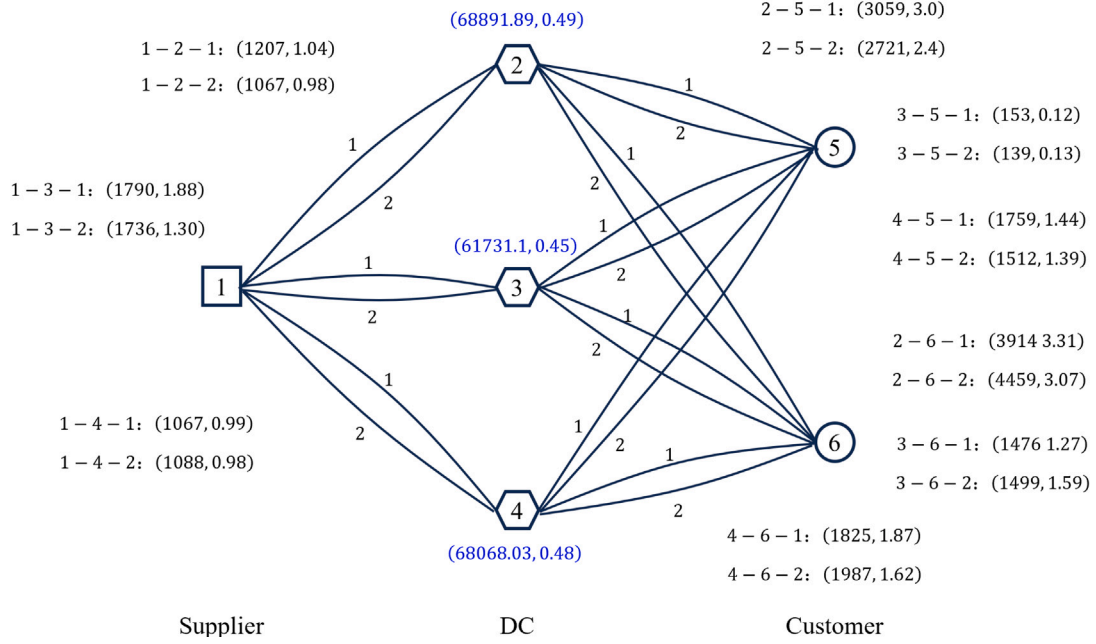 (68891.89, 0.49)
2 − 5 − 1: (3059, 3.0)
2 − 5 − 2: (2721, 2.4)
1 − 2 − 1: (1207, 1.04)
1 − 2 − 2: (1067, 0.98)
2
1
2
3 − 5 − 1: (153, 0.12)
3 − 5 − 2: (139, 0.13)
5
1
2
1
2
1 − 3 − 1: (1790, 1.88)
1 − 3 − 2: (1736, 1.30)
4 − 5 − 1: (1759, 1.44)
4 − 5 − 2: (1512, 1.39)
(61731.1, 0.45)
1
2
1
1
2
3
2
1
2
2 − 6 − 1: (3914 3.31)
2 − 6 − 2: (4459, 3.07)
1
2
1 − 4 − 1: (1067, 0.99)
1 − 4 − 2: (1088, 0.98)
1
2
1
2
6
3 − 6 − 1: (1476 1.27)
3 − 6 − 2: (1499, 1.59)
4
(68068.03, 0.48)
4 − 6 − 1: (1825, 1.87)
4 − 6 − 2: (1987, 1.62)
Supplier
DC
Customer